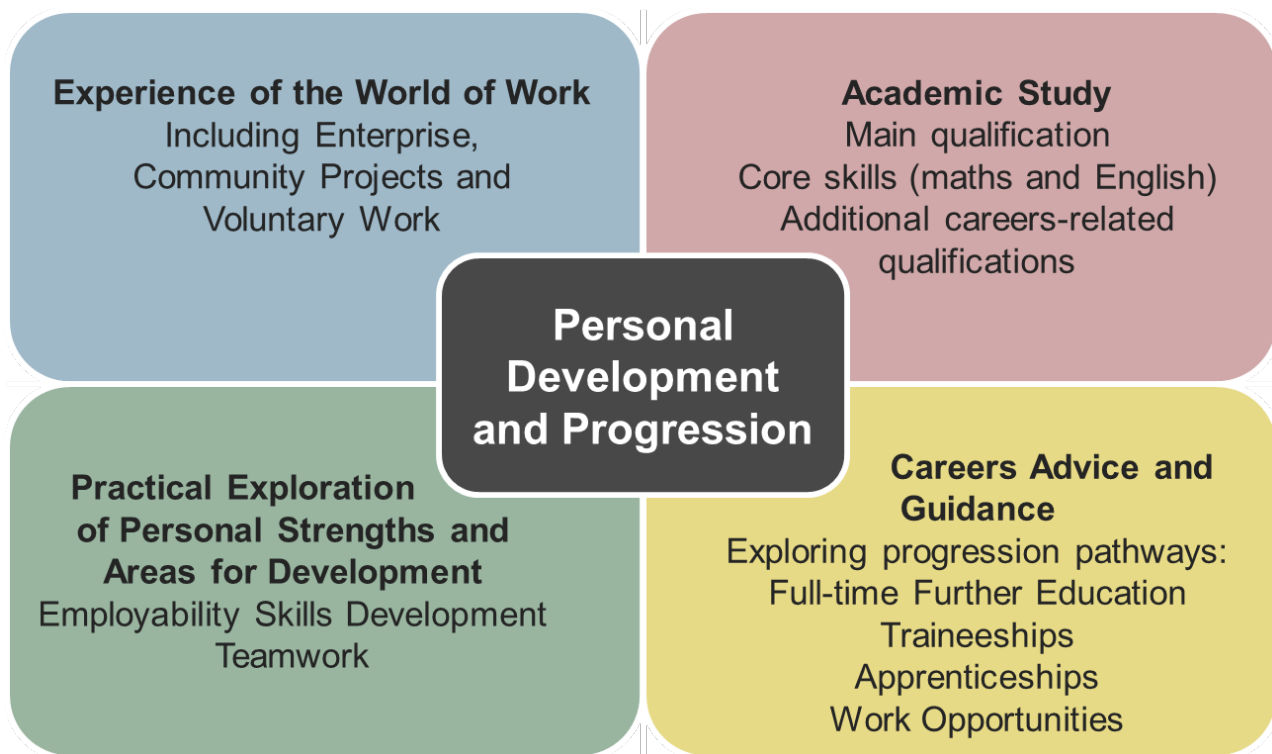 Experience of the World of Work
Including Enterprise,
Community Projects and
Voluntary Work
Academic Study
Main qualification
Core skills (maths and English)
Additional careers-related
qualifications
Personal
Development
and Progression
Practical Exploration
of Personal Strengths and
Areas for Development
Employability Skills Development
Teamwork
Careers Advice and
Guidance
Exploring progression pathways:
Full-time Further Education
Traineeships
Apprenticeships
Work Opportunities